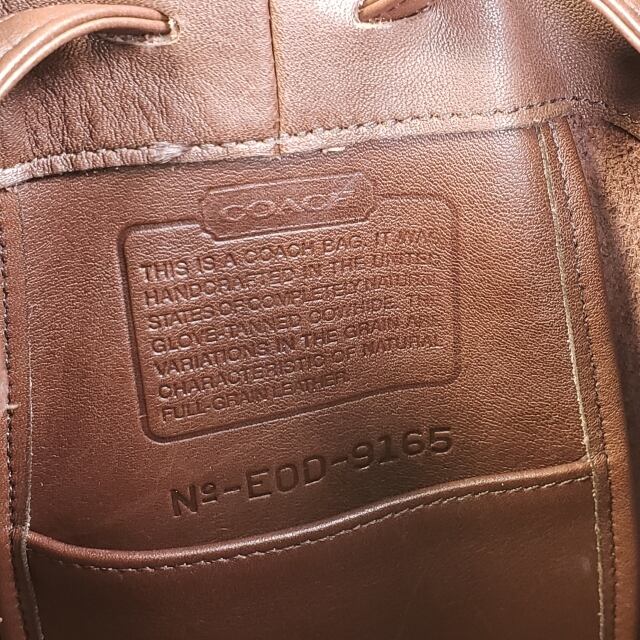 COACH
THIS IS A COACH BAG. IT WAS
HANDCRAFTED IN THE UNITED
STATES OF COMPLETELY NATURAL
GLOVE-TANNED COWHIDE. THE
VARIATIONS IN THE GRAIN ARE
CHARACTERISTIC OF NATURAL
FULL-GRAIN LEATHER.
Nº-EOD-9165